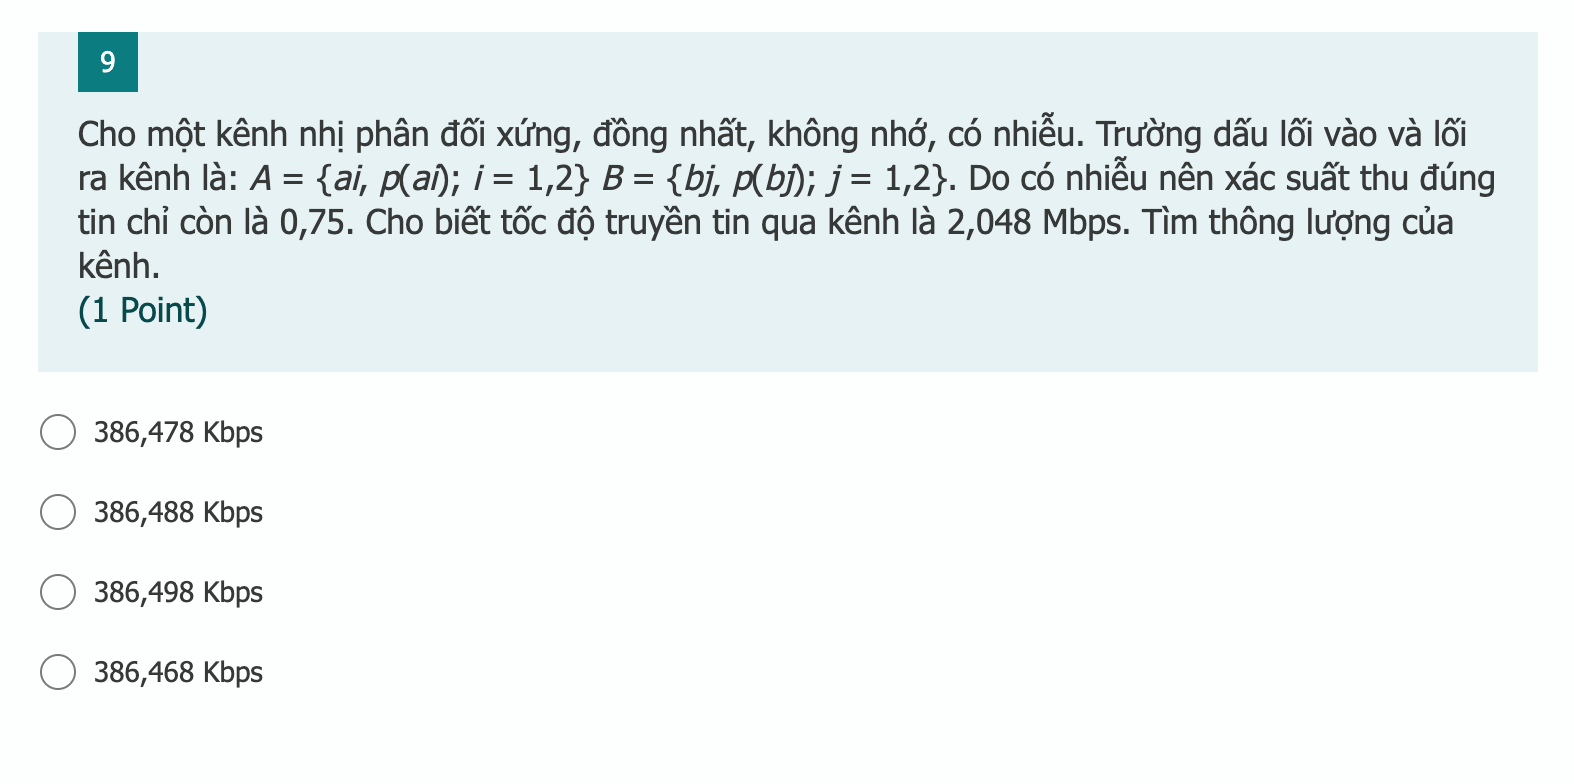 9
Cho một kênh nhị phân đối xứng, đồng nhất, không nhớ, có nhiễu. Trường dấu lối vào và lối
ra kênh là: A = {ai, p(ai); i = 1,2} B = {bj, p(bj); j = 1,2}. Do có nhiễu nên xác suất thu đúng
tin chỉ còn là 0,75. Cho biết tốc độ truyền tin qua kênh là 2,048 Mbps. Tìm thông lượng của
kênh.
(1 Point)
386,478 Kbps
386,488 Kbps
386,498 Kbps
386,468 Kbps